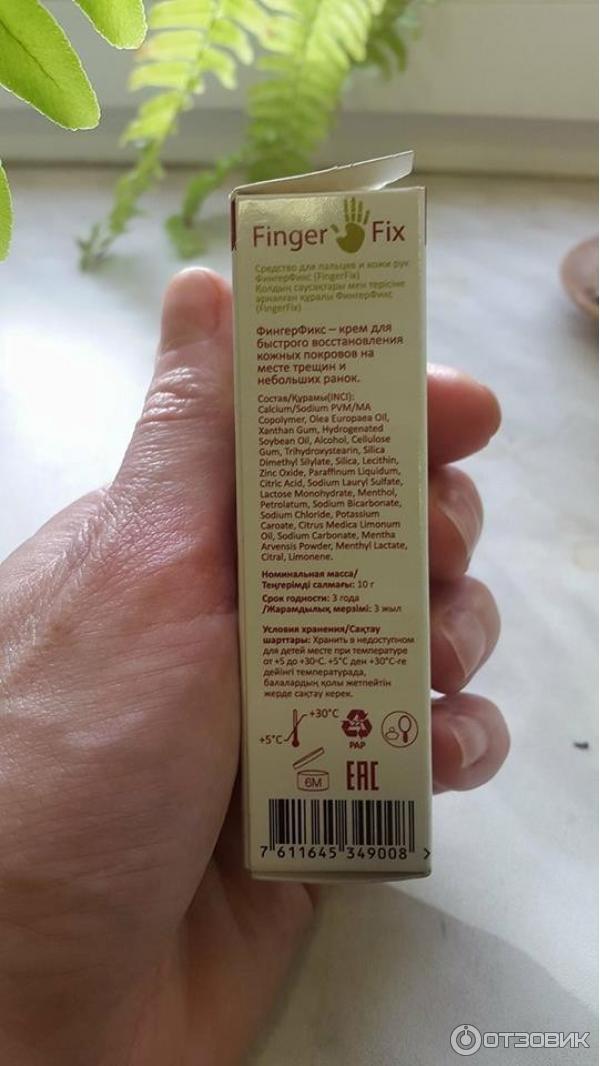 Finger Fix
Средство для пальцев и кожи рук
ФингерФикс (FingerFix)
Қолдың саусақтары мен терісіне
арналған құралы ФингерФикс
(FingerFix)
ФингерФикс – крем для
быстрого восстановления
кожных покровов на
месте трещин и
небольших ранок.
Состав/Құрамы(INCI):
Calcium/Sodium PVM/MA
Copolymer, Olea Europaea Oil,
Xanthan Gum, Hydrogenated
Soybean Oil, Alcohol, Cellulose
Gum, Trihydroxystearin, Silica
Dimethyl Silylate, Silica, Lecithin,
Zinc Oxide, Paraffinum Liquidum,
Citric Acid, Sodium Lauryl Sulfate,
Lactose Monohydrate, Menthol,
Petrolatum, Sodium Bicarbonate,
Sodium Chloride, Potassium
Caroate, Citrus Medica Limonum
Oil, Sodium Carbonate, Mentha
Arvensis Powder, Menthyl Lactate,
Citral, Limonene.
Номинальная масса/
Теңгерімді салмағы: 10 г
Срок годности: 3 года
/Жарамдылық мерзімі: 3 жыл
Условия хранения/Сақтау
шарттары: Хранить в недоступном
для детей месте при температуре
от +5 до +30°С. +5°С ден +30°С-ге
дейінгі температурада,
балалардың қолы жетпейтін
жерде сақтау керек.
+30°C
+5°C
PAP
6M
EAC
7 611645 349008 >
ОТЗОВИК